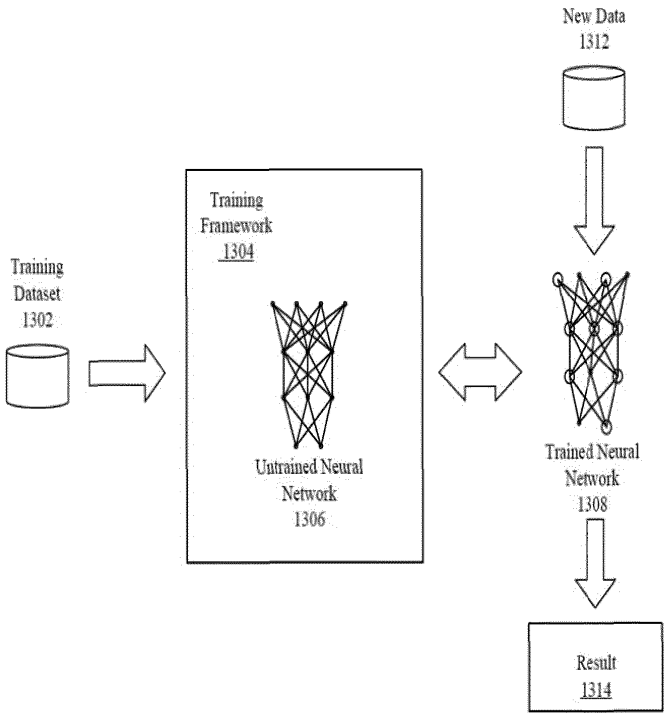 New Data
1312
Training
Framework
1304
Training
Dataset
1302
Untrained Neural
Network
1306
Trained Neural
Network
1308
Result
1314